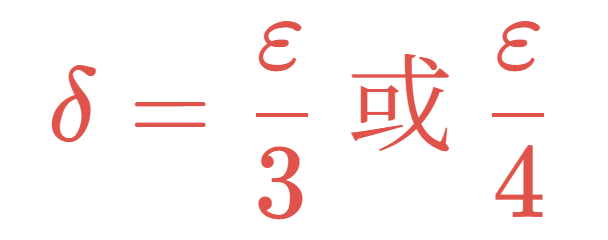 δ = ε/3 或 ε/4